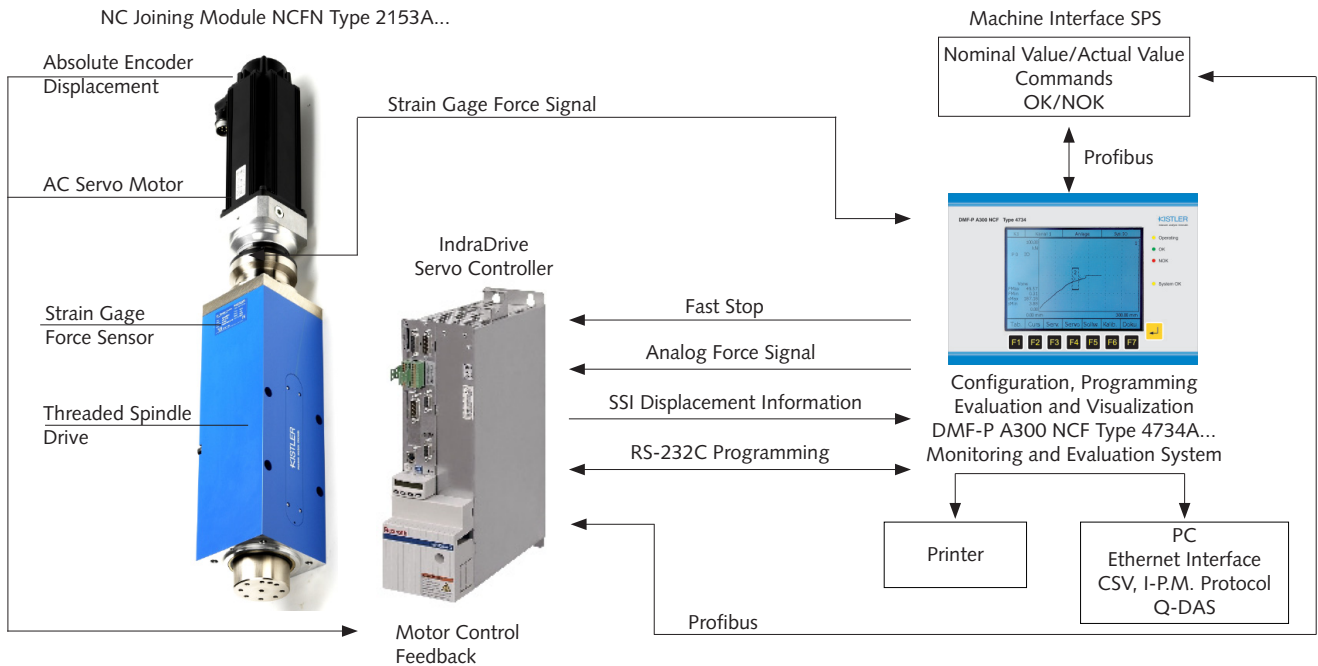 NC Joining Module NCFN Type 2153A...
Machine Interface SPS
Absolute Encoder
Displacement
Nominal Value/Actual Value
Commands
OK/NOK
Strain Gage Force Signal
Profibus
AC Servo Motor
DMF-P A300 NCF Type 4734
KISTLER
Operating
OK
NOK
System OK
IndraDrive
Servo Controller
Strain Gage
Force Sensor
Fast Stop
F1 F2 F3 F4 F5 F6 F7
Analog Force Signal
Configuration, Programming
Evaluation and Visualization
DMF-P A300 NCF Type 4734A...
Monitoring and Evaluation System
SSI Displacement Information
Threaded Spindle
Drive
KISTLER
RS-232C Programming
Rexroth
Printer
PC
Ethernet Interface
CSV, I-P.M. Protocol
Q-DAS
Profibus
Motor Control
Feedback